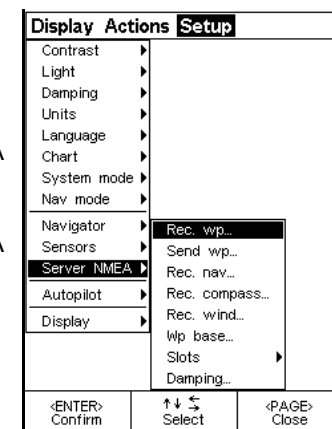 Display Actions Setup
Contrast
Light
Damping
Units
Language
Chart
System mode
Nav mode
Navigator
Sensors
Server NMEA
Autopilot
Display
Rec. wp...
Send wp...
Rec. nav...
Rec. compass...
Rec. wind...
Wp base...
Slots
Damping...
<ENTER>
Confirm
↑↓ ⇆
Select
<PAGE>
Close